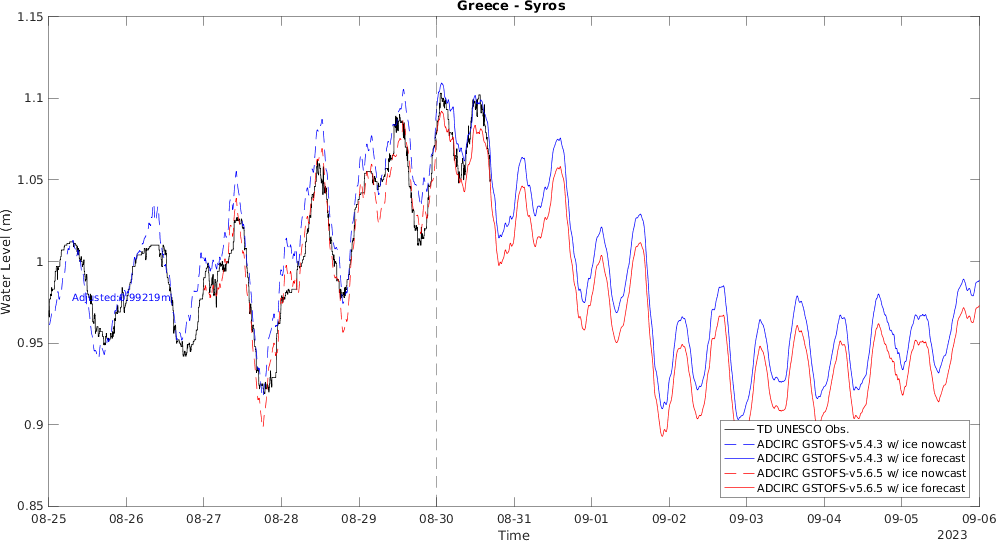 Greece - Syros
1.15
1.1
1.05
1
0.95
0.9
0.85
Water Level (m)
Adjusted:0.99219m
TD UNESCO Obs.
ADCIRC GSTOFS-v5.4.3 w/ ice nowcast
ADCIRC GSTOFS-v5.4.3 w/ ice forecast
ADCIRC GSTOFS-v5.6.5 w/ ice nowcast
ADCIRC GSTOFS-v5.6.5 w/ ice forecast
08-25 08-26 08-27 08-28 08-29 08-30 08-31 09-01 09-02 09-03 09-04 09-05 09-06
Time
2023